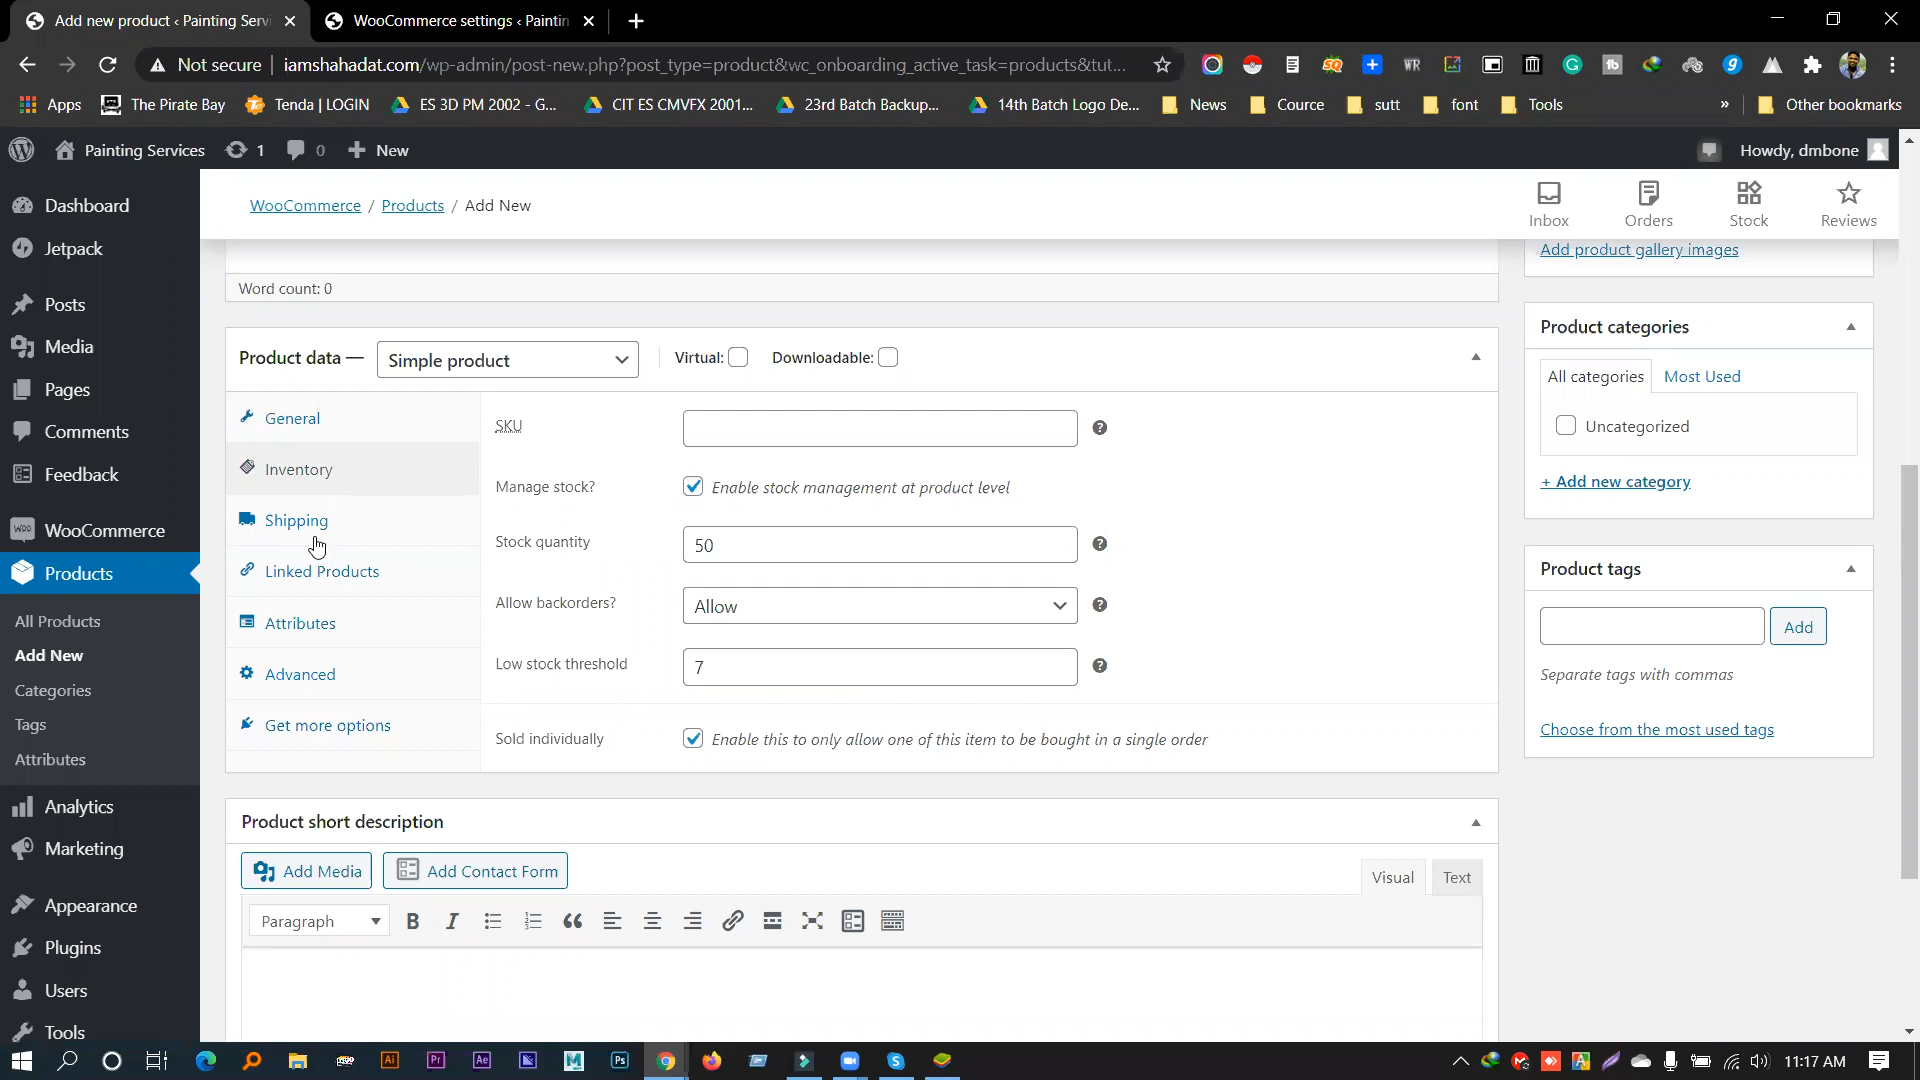 Add new product ‹ Painting Servi
WooCommerce settings ‹ Paintin
Not secure
iamshahadat.com/wp-admin/post-new.php?post_type=product&wc_onboarding_active_task=products&tut...
Apps
The Pirate Bay
Tenda | LOGIN
ES 3D PM 2002 - G...
CIT ES CMVFX 2001...
23rd Batch Backup...
14th Batch Logo De...
News
Cource
sutt
font
Tools
»
Other bookmarks
Painting Services
1
0
New
Howdy, dmbone
Dashboard
Jetpack
Posts
Media
Pages
Comments
Feedback
WooCommerce
Products
All Products
Add New
Categories
Tags
Attributes
Analytics
Marketing
Appearance
Plugins
Users
Tools
WooCommerce / Products / Add New
Inbox
Orders
Stock
Reviews
Word count: 0
Product data —
Simple product
Virtual:
Downloadable:
General
Inventory
Shipping
Linked Products
Attributes
Advanced
Get more options
SKU
Manage stock?
Enable stock management at product level
Stock quantity
50
Allow backorders?
Allow
Low stock threshold
7
Sold individually
Enable this to only allow one of this item to be bought in a single order
Product short description
Add Media
Add Contact Form
Visual
Text
Paragraph
B
I
Add product gallery images
Product categories
All categories
Most Used
Uncategorized
+ Add new category
Product tags
Add
Separate tags with commas
Choose from the most used tags
11:17 AM